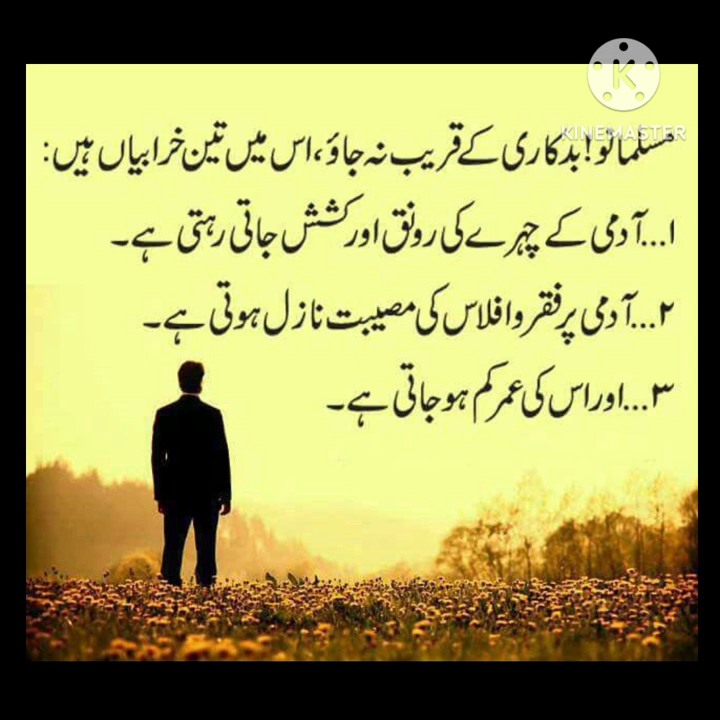 KINEMASTER
مسلمانو! بدکاری کے قریب نہ جاؤ، اس میں تین خرابیاں ہیں:
۱...آدمی کے چہرے کی رونق اور کشش جاتی رہتی ہے۔
۲...آدمی پر فقر و افلاس کی مصیبت نازل ہوتی ہے۔
۳...اور اس کی عمر کم ہو جاتی ہے۔